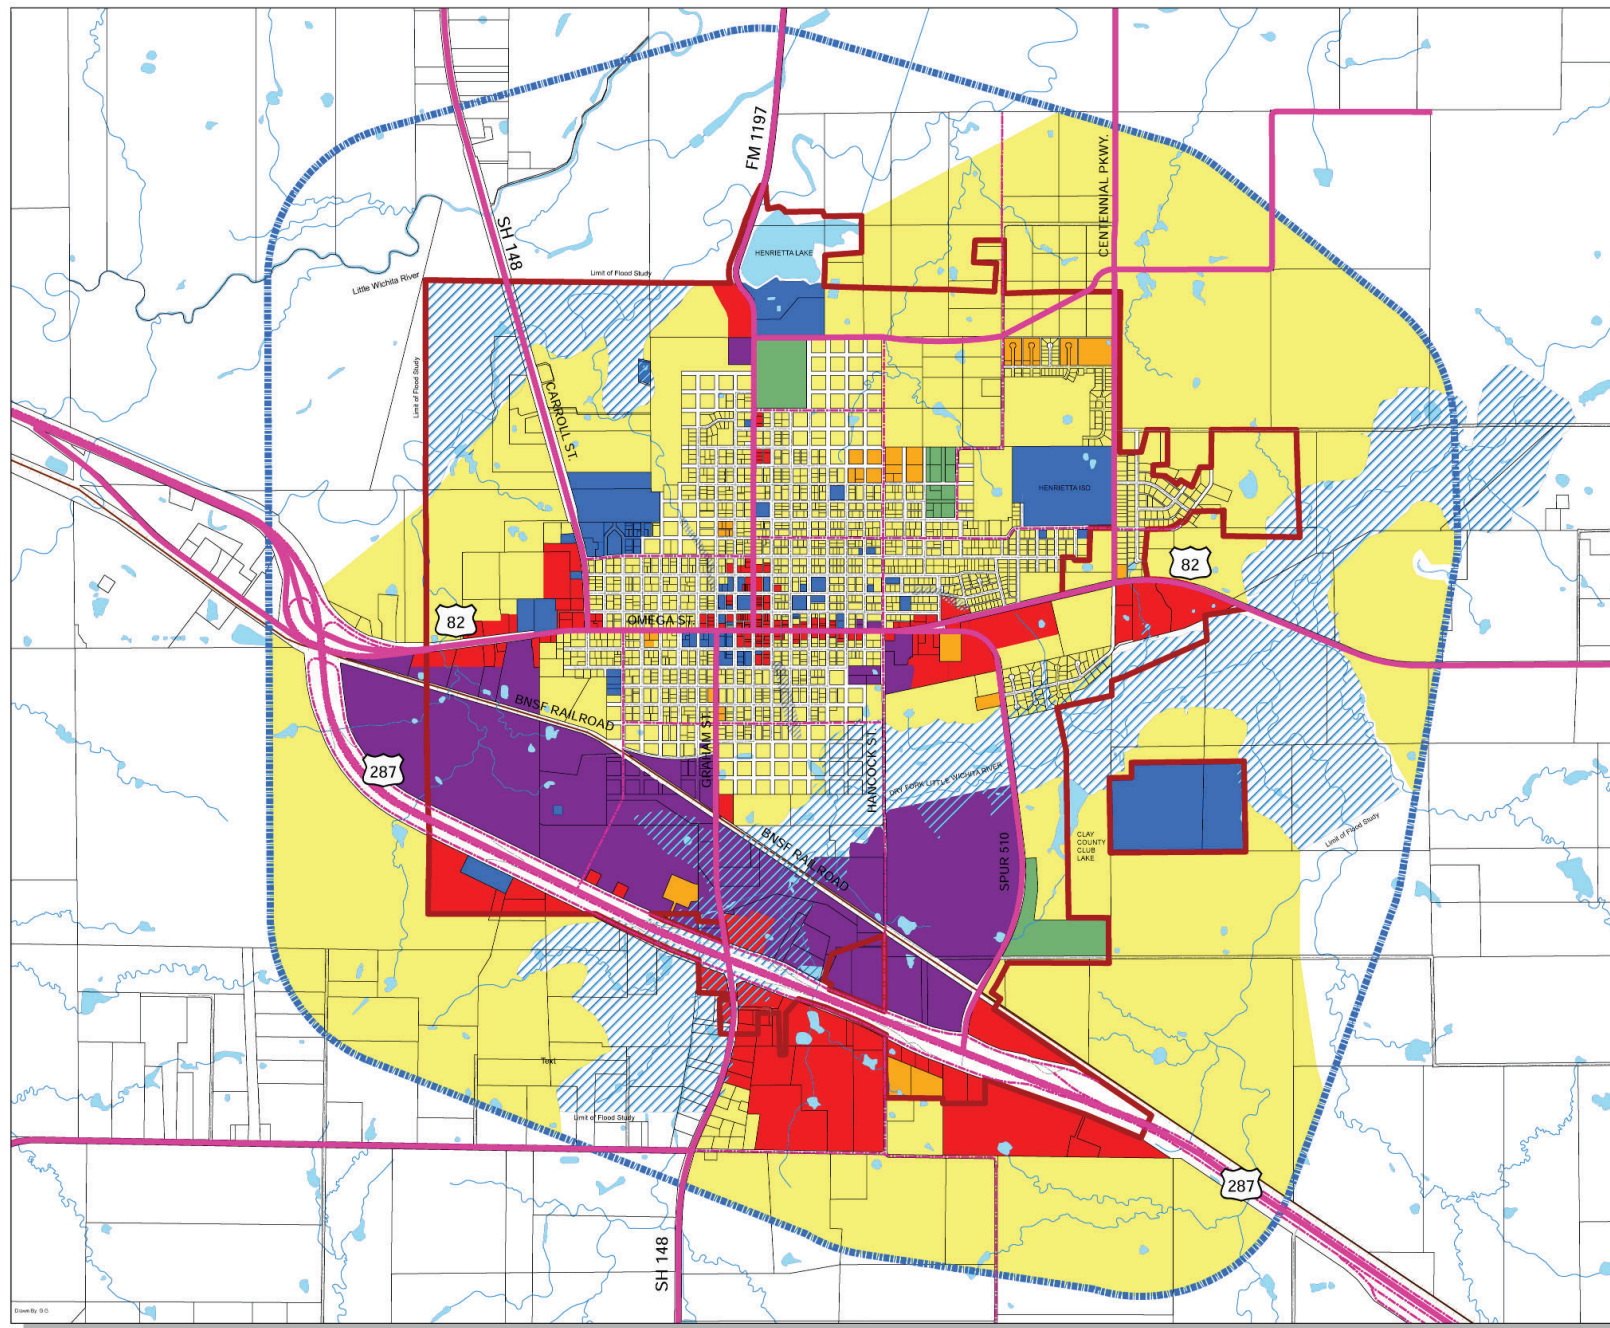 FM 1197
CENTENNIAL PKWY.
SH 148
HENRIETTA LAKE
Limit of Flood Study
Little Wichita River
Limit of Flood Study
CARROLL ST.
HENRIETTA ISD
82
82
OMEGA ST.
BNSF RAILROAD
GRAHAM ST.
HANCOCK ST.
287
DRY FORK LITTLE WICHITA RIVER
BNSF RAILROAD
SPUR 510
CLAY
COUNTY
CLUB
LAKE
Limit of Flood Study
Text
Limit of Flood Study
287
SH 148
Drawn By: G.G.